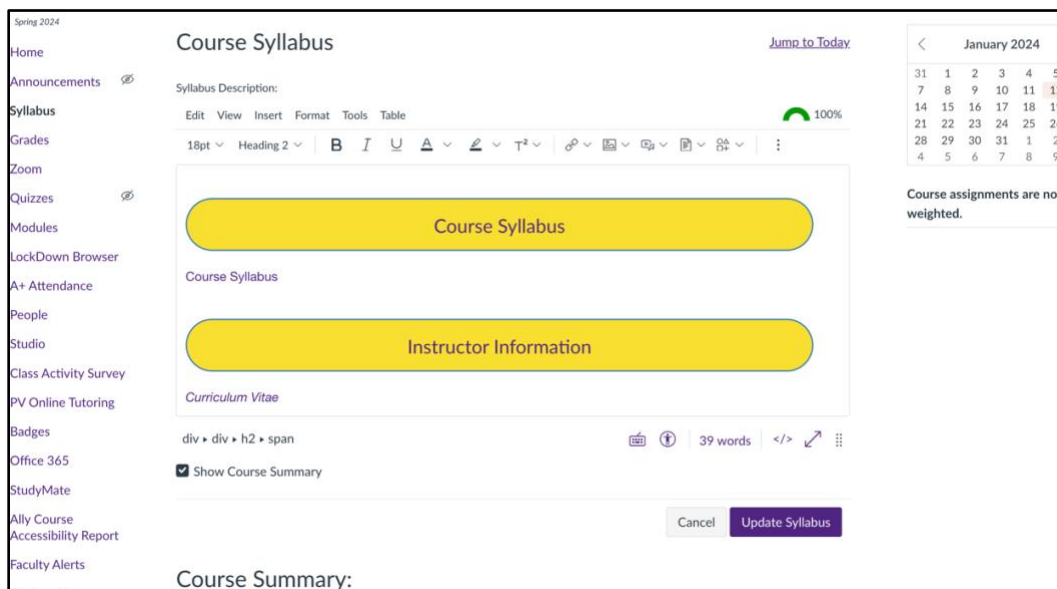 Spring 2024
Home
Announcements
Syllabus
Grades
Zoom
Quizzes
Modules
LockDown Browser
A+ Attendance
People
Studio
Class Activity Survey
PV Online Tutoring
Badges
Office 365
StudyMate
Ally Course
Accessibility Report
Faculty Alerts
Course Syllabus
Jump to Today
Syllabus Description:
Edit View Insert Format Tools Table
100%
18pt Heading 2 B I U A T²
Course Syllabus
Course Syllabus
Instructor Information
Curriculum Vitae
div ▸ div ▸ h2 ▸ span
39 words </>
Show Course Summary
Cancel Update Syllabus
Course Summary:
January 2024
31 1 2 3 4 5
7 8 9 10 11
14 15 16 17 18
21 22 23 24 25
28 29 30 31 1 2
4 5 6 7 8 9
Course assignments are no
weighted.